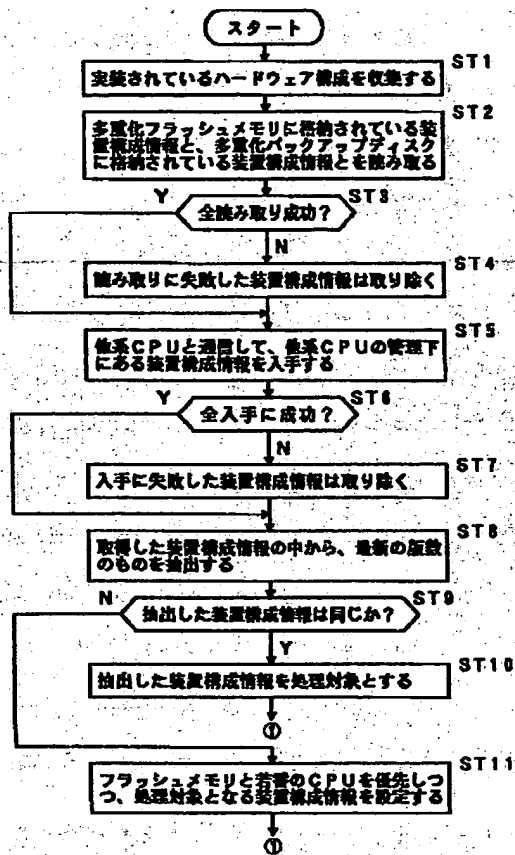 スタート
ST1
実装されているハードウェア構成を収集する
ST2
多重化フラッシュメモリに格納されている装
置構成情報と、多重化バックアップディスク
に格納されている装置構成情報とを読み取る
Y
ST3
全読み取り成功?
N
ST4
読み取りに失敗した装置構成情報は取り除く
ST5
他系CPUと通信して、他系CPUの管理下
にある装置構成情報を入手する
Y
ST6
全入手に成功?
N
ST7
入手に失敗した装置構成情報は取り除く
ST8
取得した装置構成情報の中から、最新の版数
のものを抽出する
N
ST9
抽出した装置構成情報は同じか?
Y
ST10
抽出した装置構成情報を処理対象とする
①
ST11
フラッシュメモリと若番のCPUを優先しつ
つ、処理対象となる装置構成情報を設定する
①